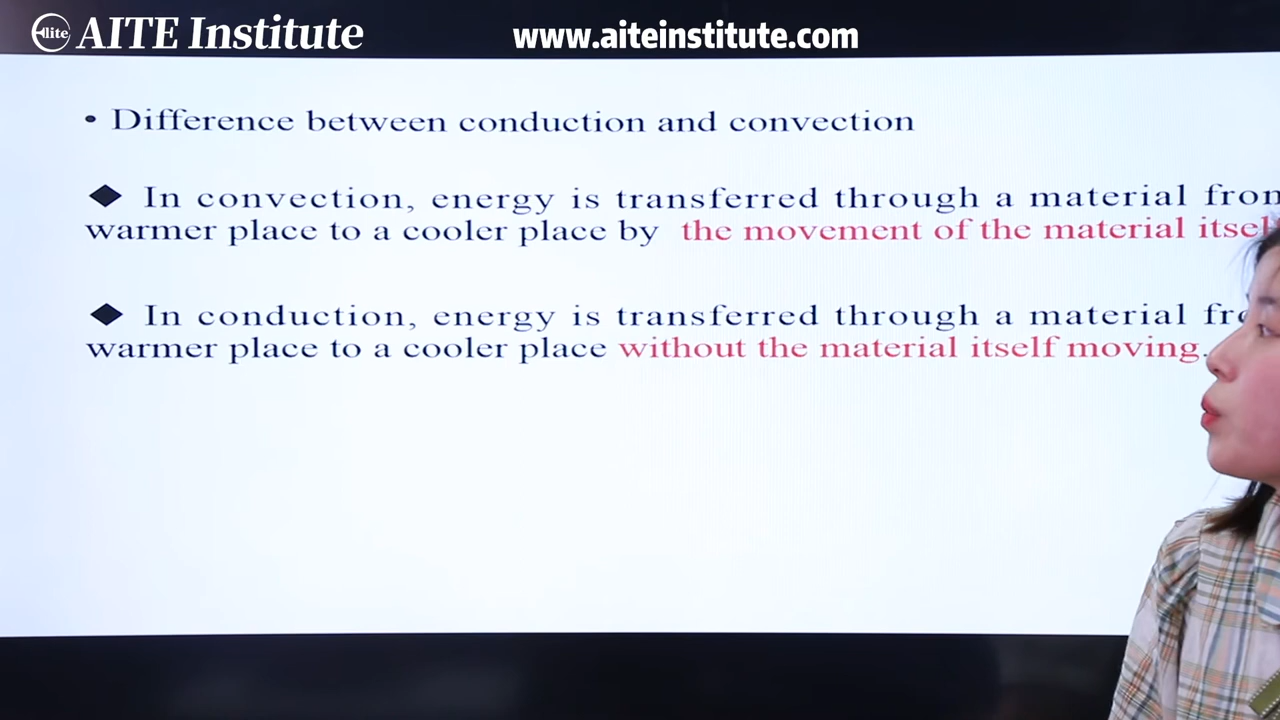 Elite AITE Institute www.aiteinstitute.com
• Difference between conduction and convection
◆ In convection, energy is transferred through a material
warmer place to a cooler place by the movement of the material
◆ In conduction, energy is transferred through a material
warmer place to a cooler place without the material itself moving.